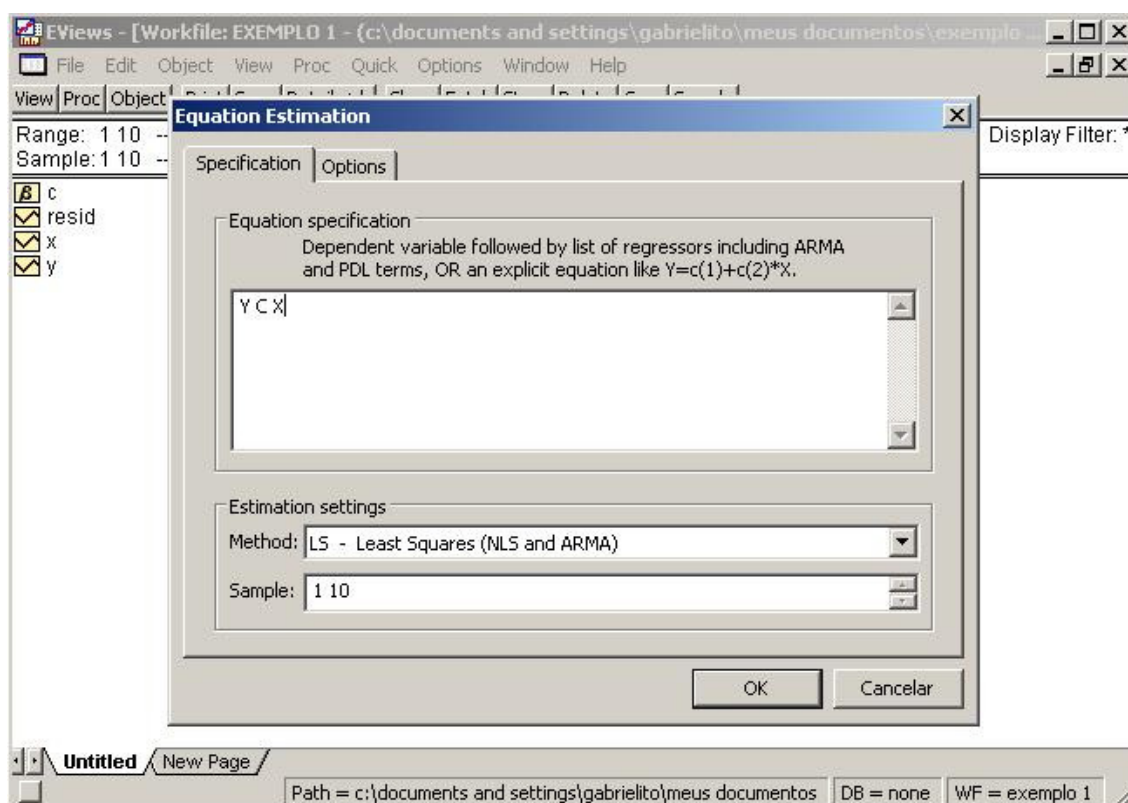 EViews - [Workfile: EXEMPLO 1 - (c:\documents and settings\gabrielito\meus documentos\exemplo ...
File Edit Object View Proc Quick Options Window Help
View Proc Object
Equation Estimation
Range: 1 10 --
Display Filter: *
Sample: 1 10 --
Specification Options
c
resid
x
y
Equation specification
Dependent variable followed by list of regressors including ARMA
and PDL terms, OR an explicit equation like Y=c(1)+c(2)*X.
Y C X
Estimation settings
Method: LS - Least Squares (NLS and ARMA)
Sample: 1 10
OK Cancelar
Untitled New Page
Path = c:\documents and settings\gabrielito\meus documentos DB = none WF = exemplo 1